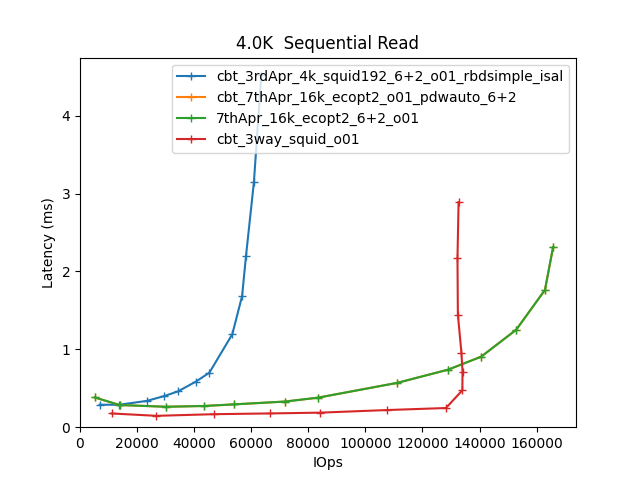 4.0K  Sequential Read
cbt_3rdApr_4k_squid192_6+2_o01_rbdsimple_isal
cbt_7thApr_16k_ecopt2_o01_pdwauto_6+2
7thApr_16k_ecopt2_6+2_o01
cbt_3way_squid_o01
4
3
2
1
0
Latency (ms)
0 20000 40000 60000 80000 100000 120000 140000 160000
IOps